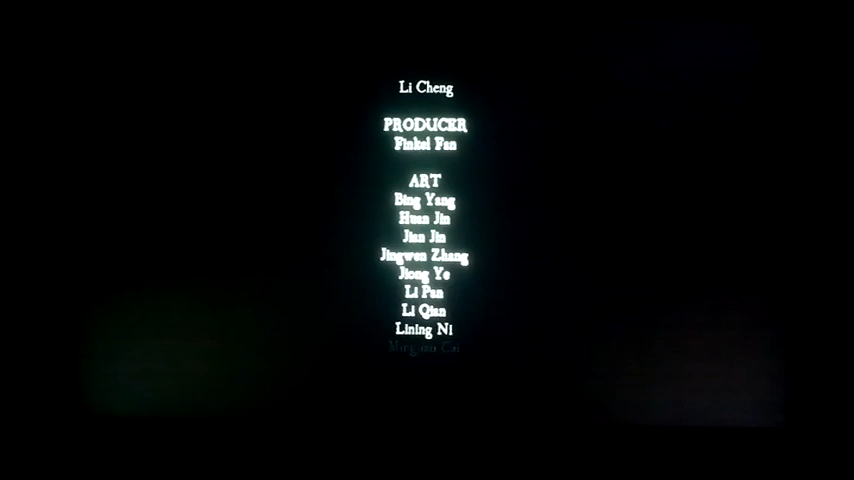 Li Cheng
PRODUCER
Finkel Fan
ART
Bing Yang
Huan Jin
Jian Jin
Jingwen Zhang
Jiong Ye
Li Pan
Li Qian
Lining Ni
Cai